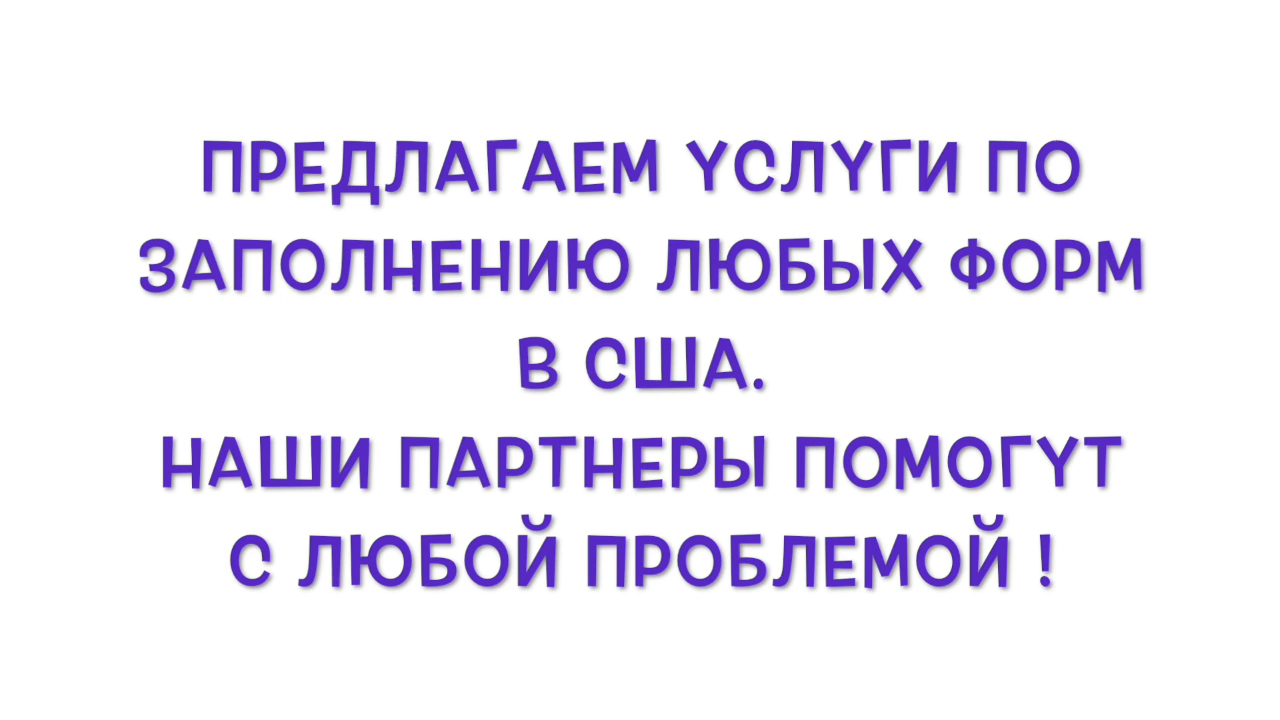 ПРЕДЛАГАЕМ УСЛУГИ ПО
ЗАПОЛНЕНИЮ ЛЮБЫХ ФОРМ
В США.
НАШИ ПАРТНЕРЫ ПОМОГУТ
С ЛЮБОЙ ПРОБЛЕМОЙ !